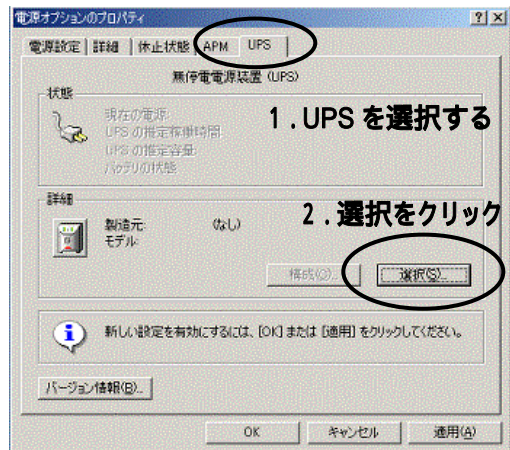 電源オプションのプロパティ
? ×
電源設定 詳細 休止状態 APM UPS
無停電電源装置 (UPS)
状態
現在の電源:
UPS の推定稼働時間:
UPS の推定容量:
バッテリの状態:
1．UPS を選択する
詳細
製造元: (なし)
モデル:
2．選択をクリック
構成(C)... 選択(S)...
新しい設定を有効にするには、[OK] または [適用] をクリックしてください。
バージョン情報(B)...
OK キャンセル 適用(A)